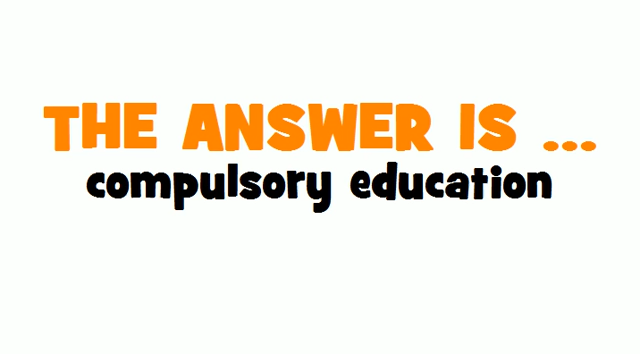 THE ANSWER IS ...
compulsory education